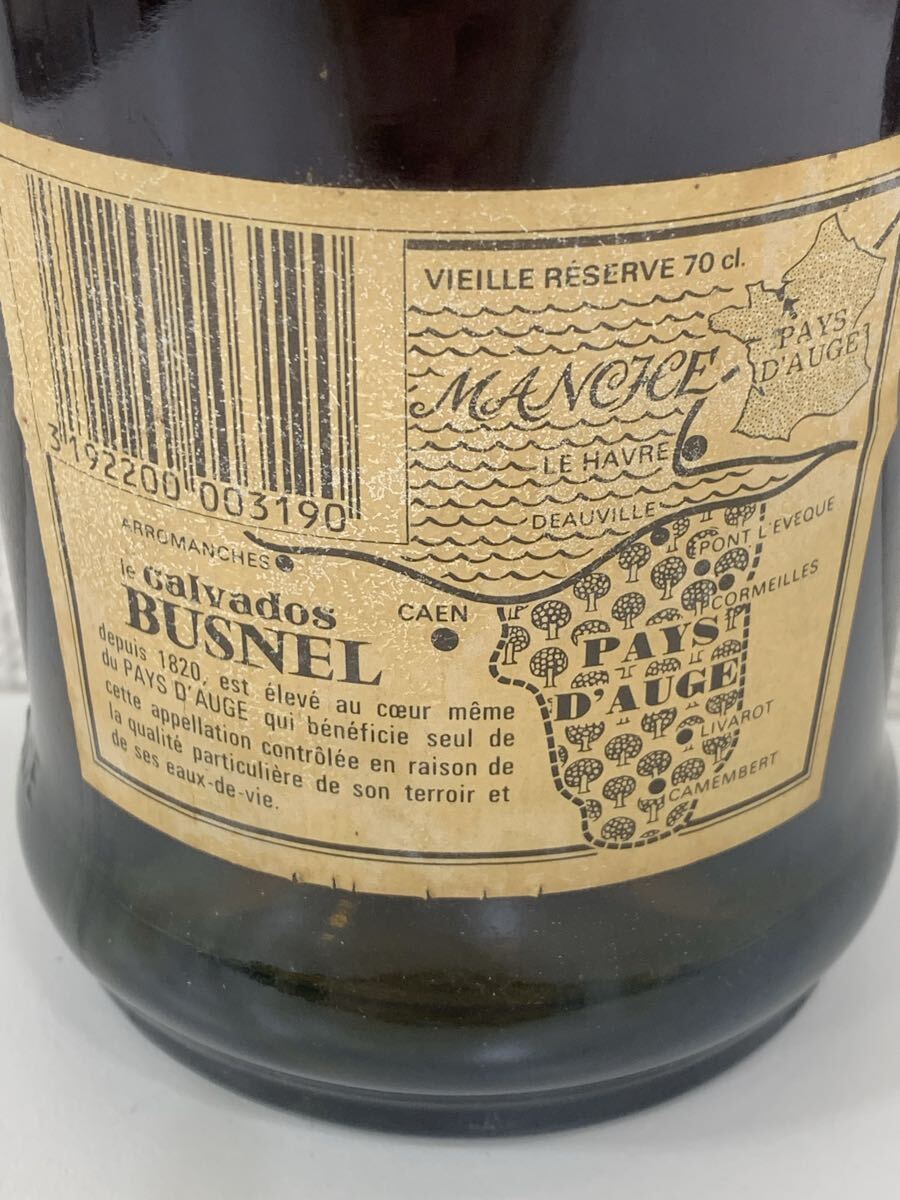 VIEILLE RÉSERVE 70 cl.
PAYS
D'AUGE
MANCHE
LE HAVRE
DEAUVILLE
3192200 003190
ARROMANCHES
PONT L'EVEQUE
CORMEILLES
CAEN
PAYS
D'AUGE
LIVAROT
CAMEMBERT
le calvados
BUSNEL
depuis 1820, est élevé au cœur même
du PAYS D'AUGE qui bénéficie seul de
cette appellation contrôlée en raison de
la qualité particulière de son terroir et
de ses eaux-de-vie.